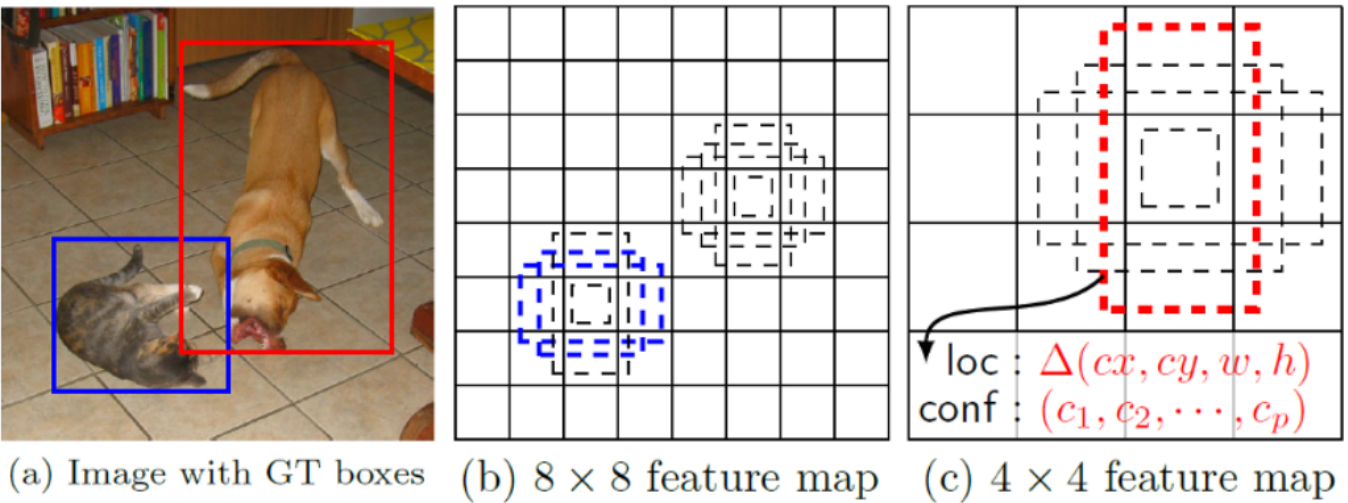 loc : Δ(cx, cy, w, h)
conf : (c₁, c₂, ⋯, cₚ)
(a) Image with GT boxes
(b) 8 × 8 feature map
(c) 4 × 4 feature map